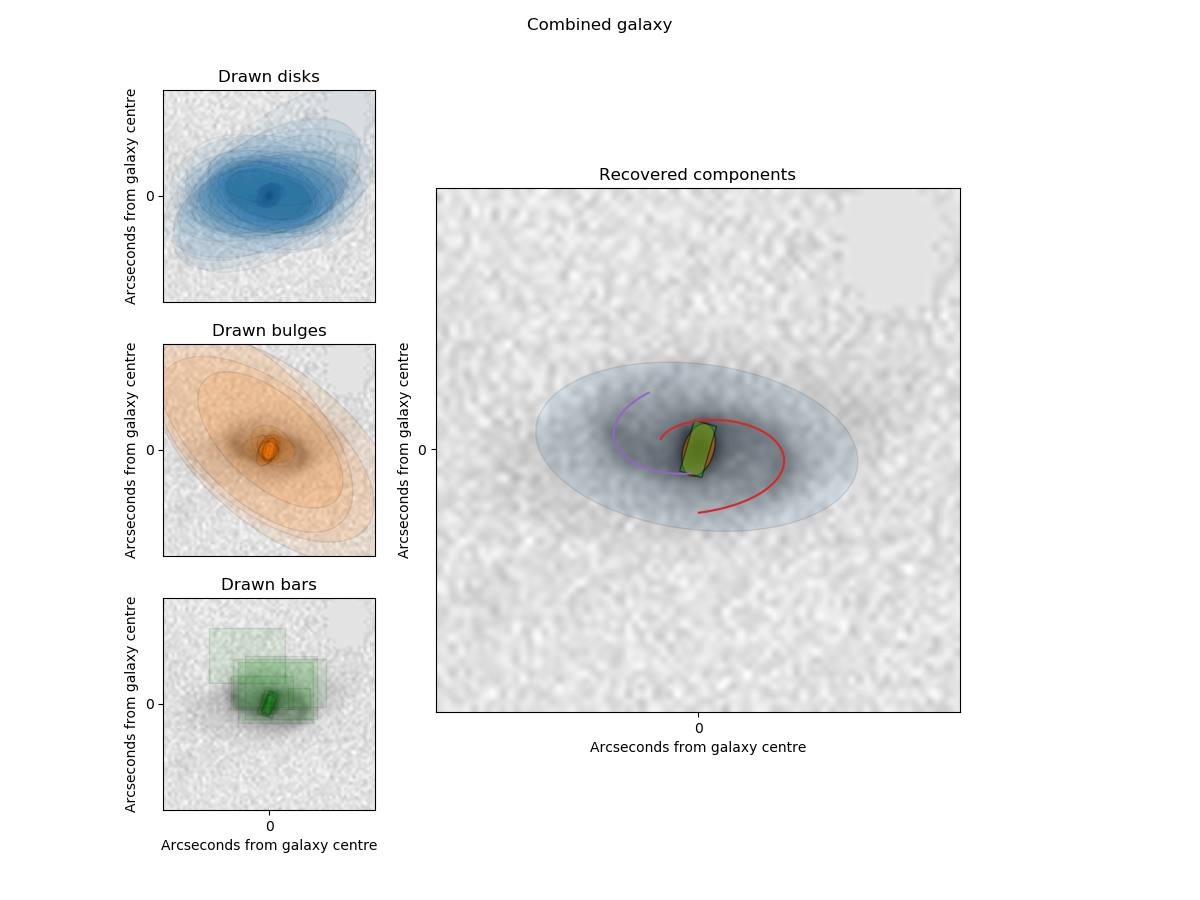 Combined galaxy
Drawn disks
Arcseconds from galaxy centre
0
Drawn bulges
Arcseconds from galaxy centre
0
Drawn bars
Arcseconds from galaxy centre
0
0
Arcseconds from galaxy centre
Recovered components
Arcseconds from galaxy centre
0
0
Arcseconds from galaxy centre